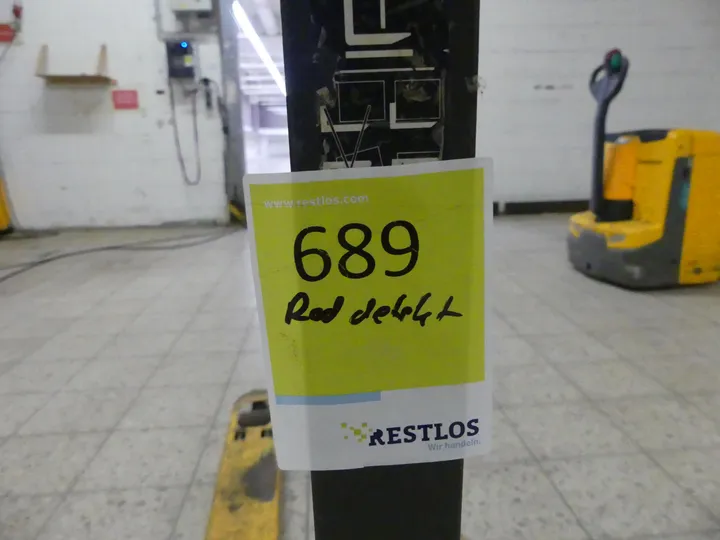 www.restlos.com
689
Rad defekt
RESTLOS
Wir handeln.